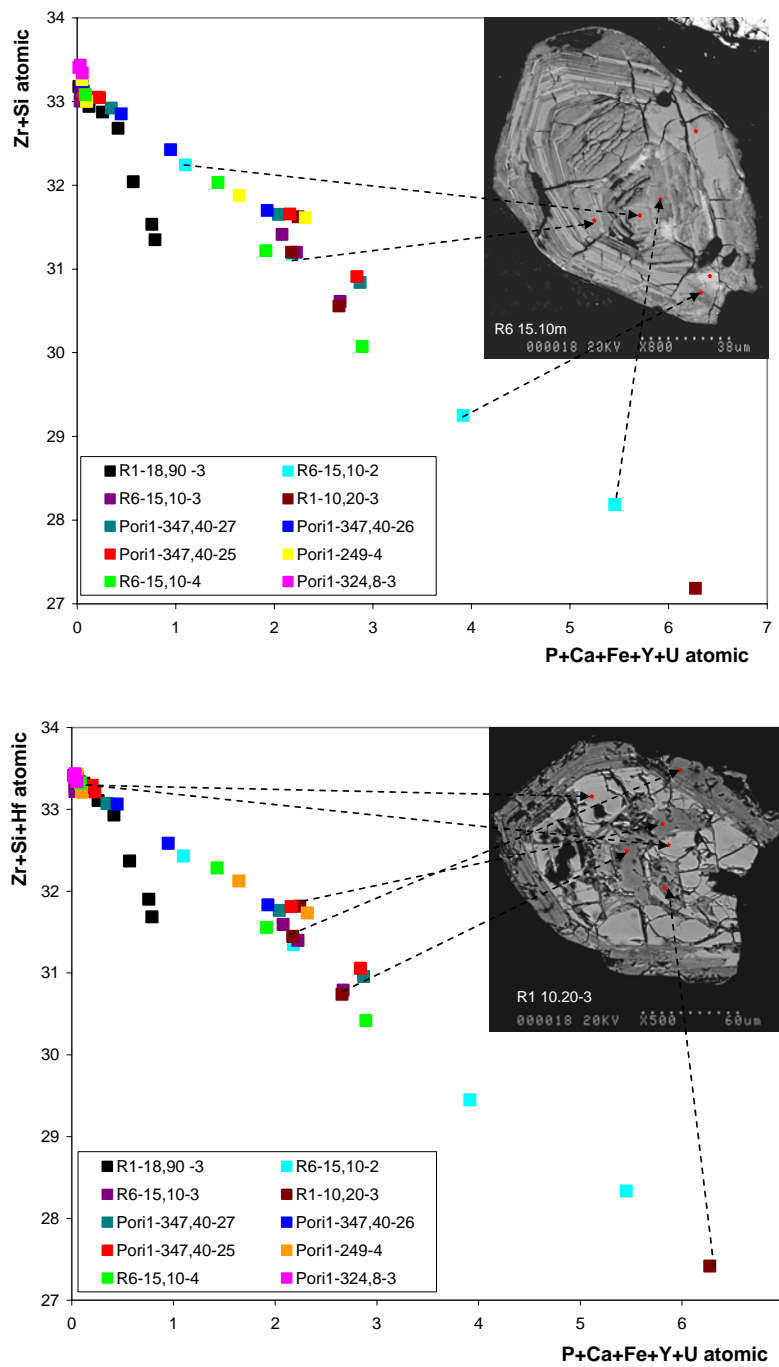 Zr+Si atomic
34
33
32
31
30
29
28
27
0 1 2 3 4 5 6 7
P+Ca+Fe+Y+U atomic
R1-18,90 -3 R6-15,10-2
R6-15,10-3 R1-10,20-3
Pori1-347,40-27 Pori1-347,40-26
Pori1-347,40-25 Pori1-249-4
R6-15,10-4 Pori1-324,8-3
R6 15.10m
000018 20KV X800 38um
Zr+Si+Hf atomic
34
33
32
31
30
29
28
27
0 1 2 3 4 5 6
P+Ca+Fe+Y+U atomic
R1-18,90 -3 R6-15,10-2
R6-15,10-3 R1-10,20-3
Pori1-347,40-27 Pori1-347,40-26
Pori1-347,40-25 Pori1-249-4
R6-15,10-4 Pori1-324,8-3
R1 10.20-3
000018 20KV X500 60um